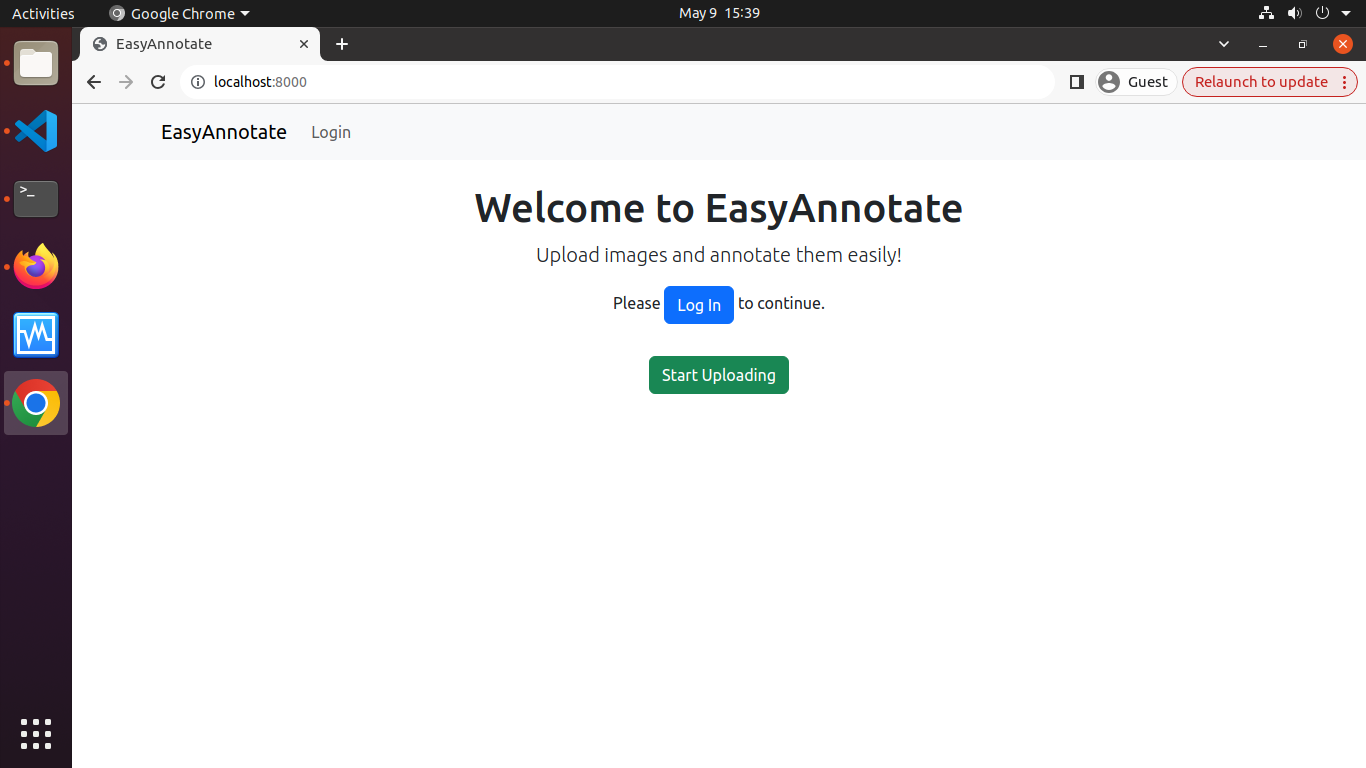 Activities Google Chrome May 9 15:39
EasyAnnotate
localhost:8000 Guest Relaunch to update
EasyAnnotate Login
Welcome to EasyAnnotate
Upload images and annotate them easily!
Please Log In to continue.
Start Uploading